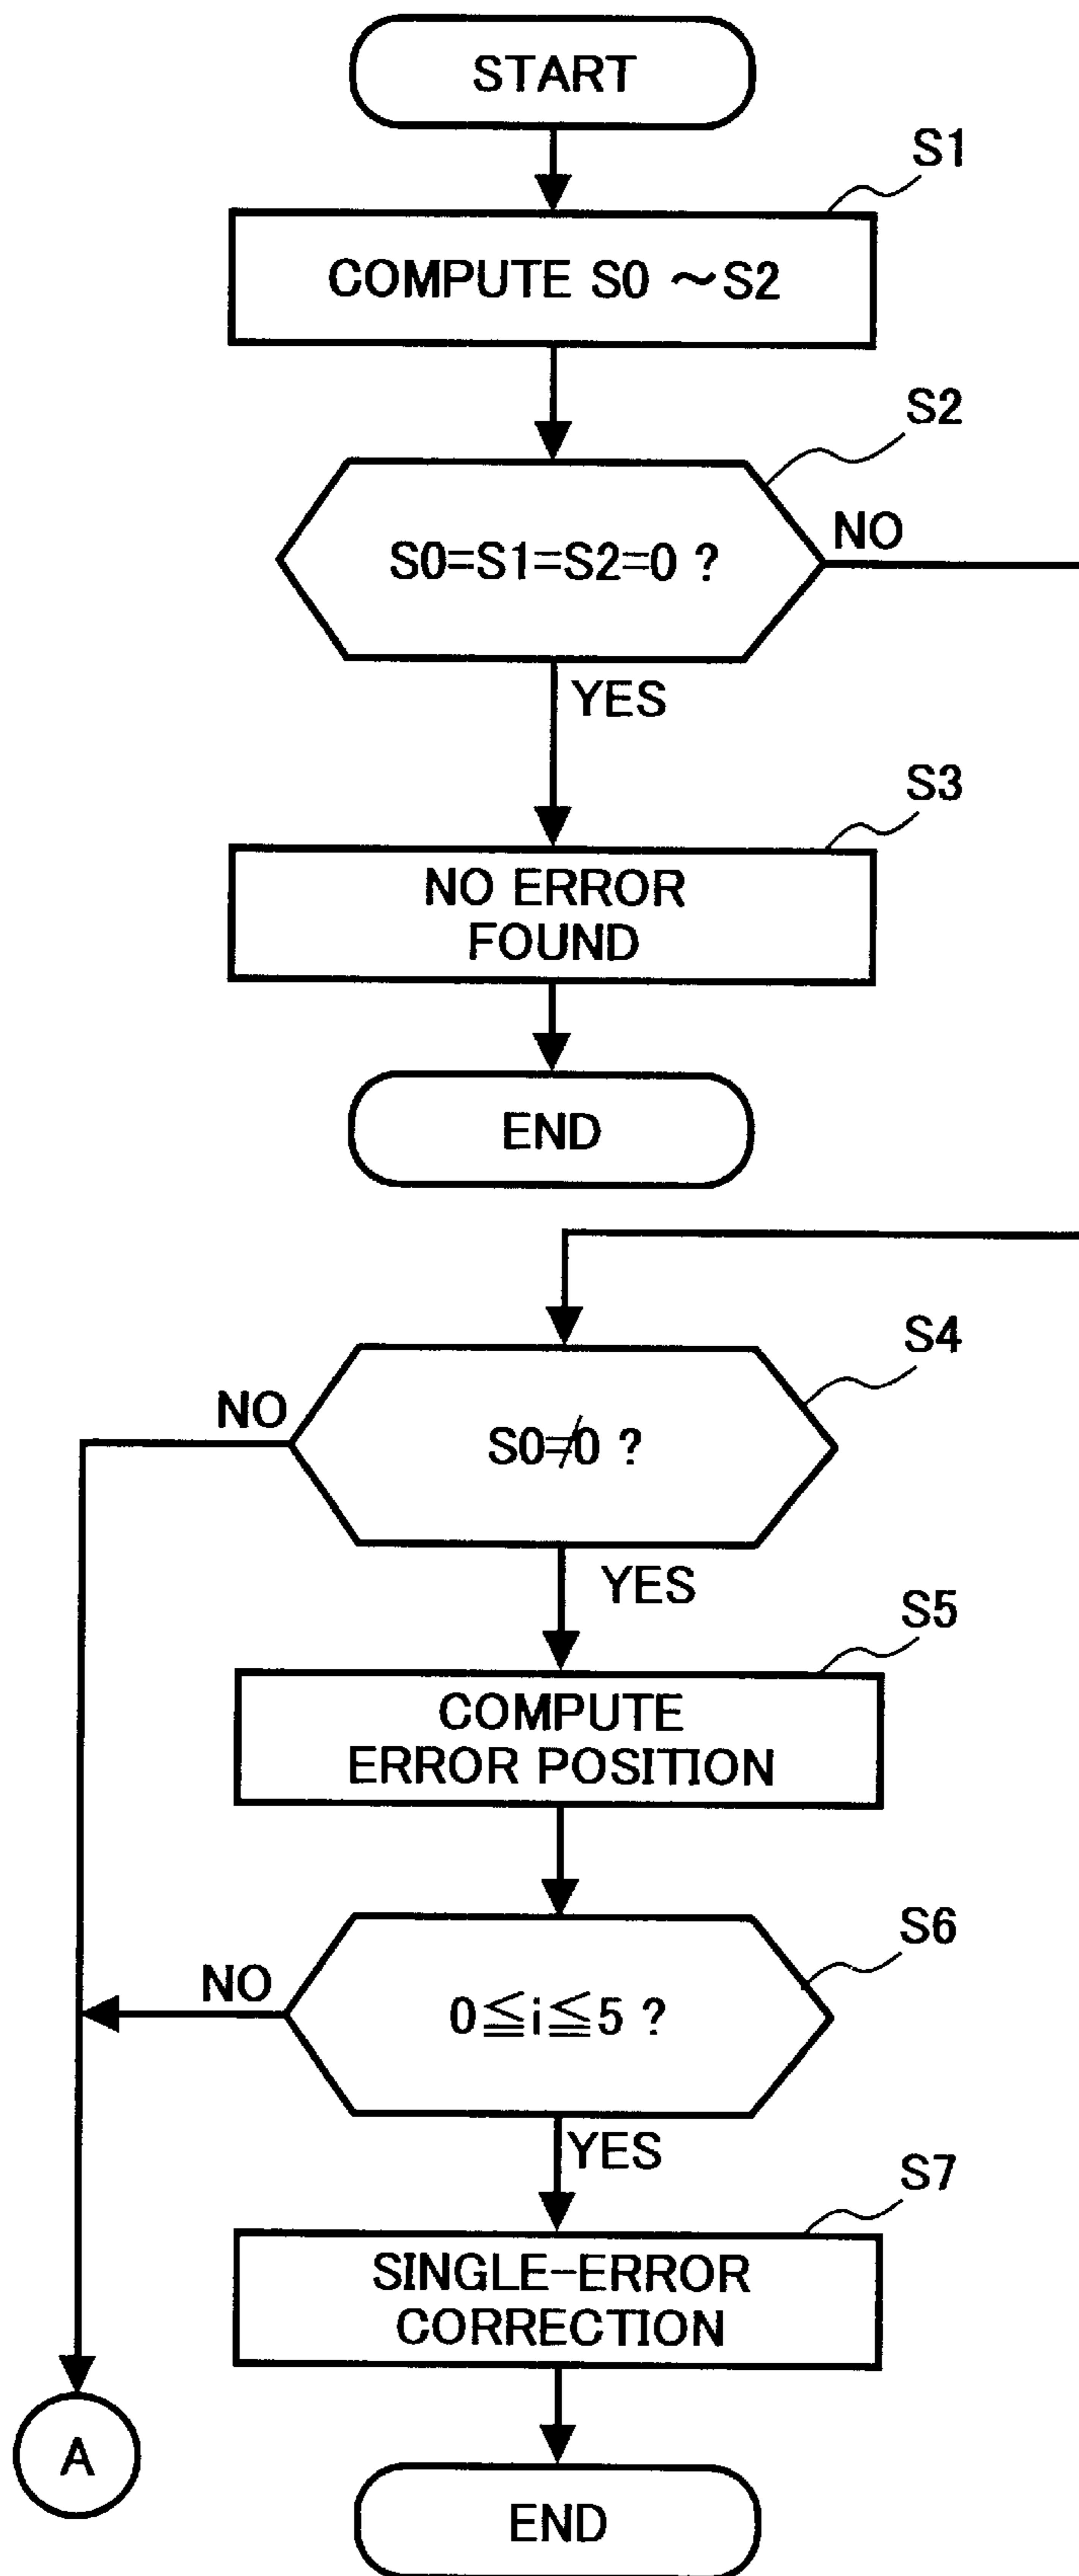 START
S1
COMPUTE S0 ~S2
S2
S0=S1=S2=0 ?
NO
YES
S3
NO ERROR
FOUND
END
S4
NO
S0≠0 ?
YES
S5
COMPUTE
ERROR POSITION
S6
NO
0≦i≦5 ?
YES
S7
SINGLE-ERROR
CORRECTION
A
END